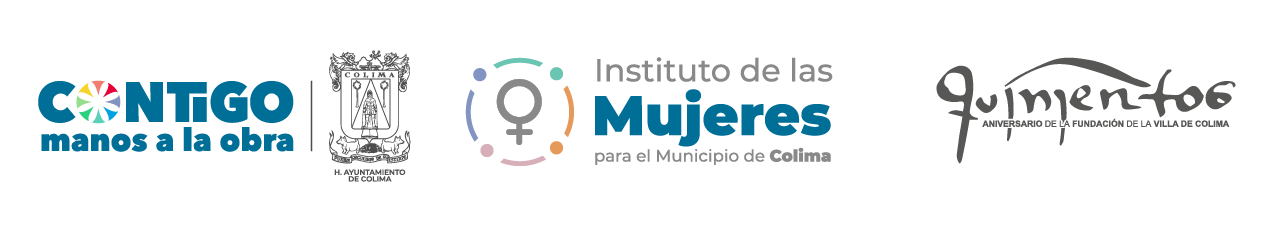 CONTIGO
manos a la obra
COLIMA
H. AYUNTAMIENTO
DE COLIMA
Instituto de las
Mujeres
para el Municipio de Colima
quinientos
ANIVERSARIO DE LA FUNDACIÓN DE LA VILLA DE COLIMA